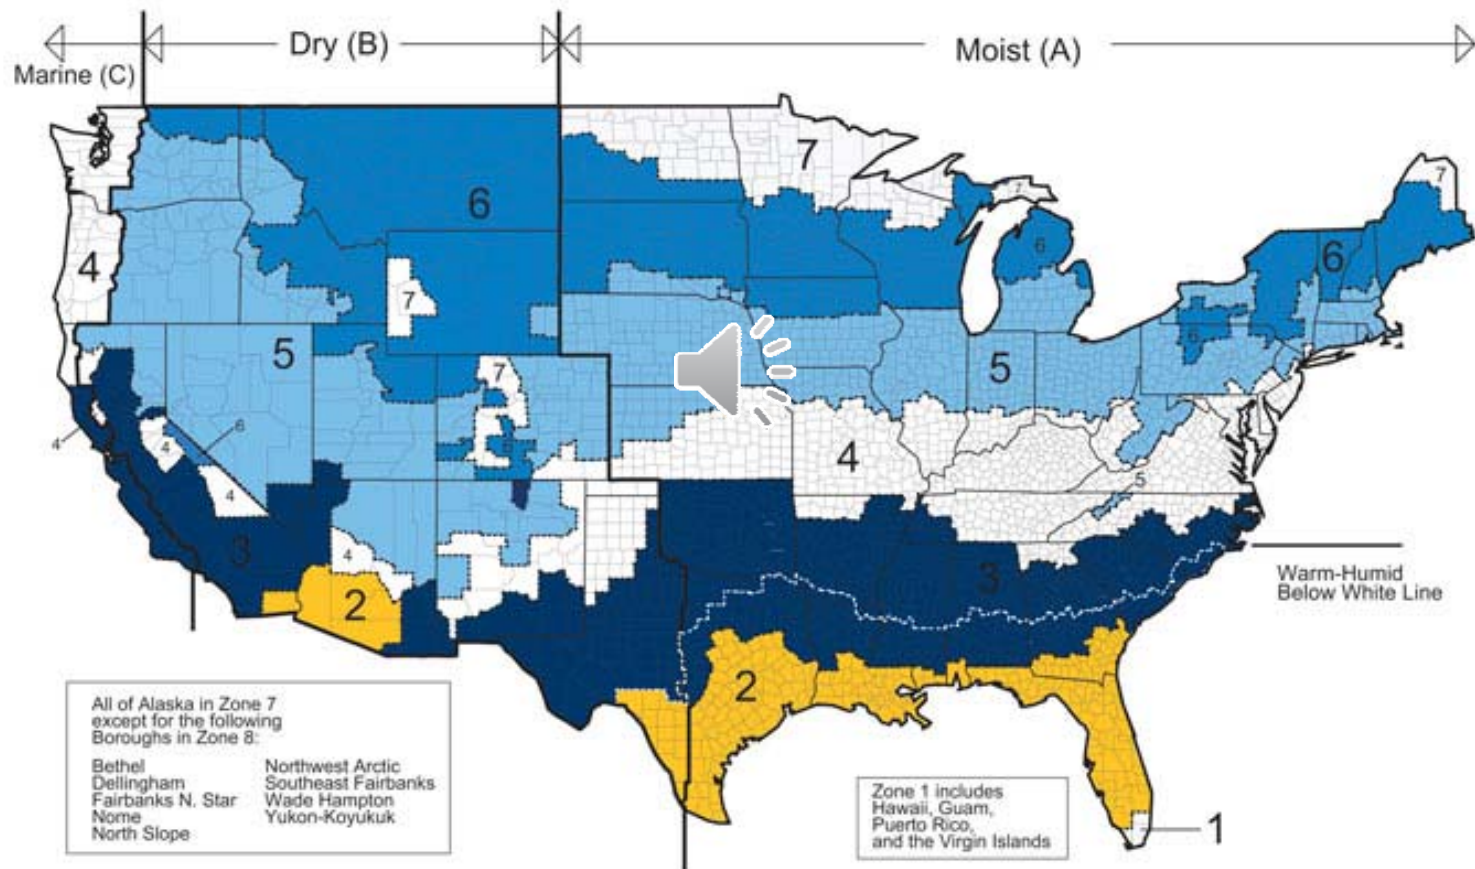 Dry (B)
Moist (A)
Marine (C)
7
7
6
6
6
4
7
5
6
7
5
4
6
4
4
5
4
3
4
3
Warm-Humid
Below White Line
2
2
All of Alaska in Zone 7
except for the following
Boroughs in Zone 8:
Bethel
Dellingham
Fairbanks N. Star
Nome
North Slope
Northwest Arctic
Southeast Fairbanks
Wade Hampton
Yukon-Koyukuk
Zone 1 includes
Hawaii, Guam,
Puerto Rico,
and the Virgin Islands
1